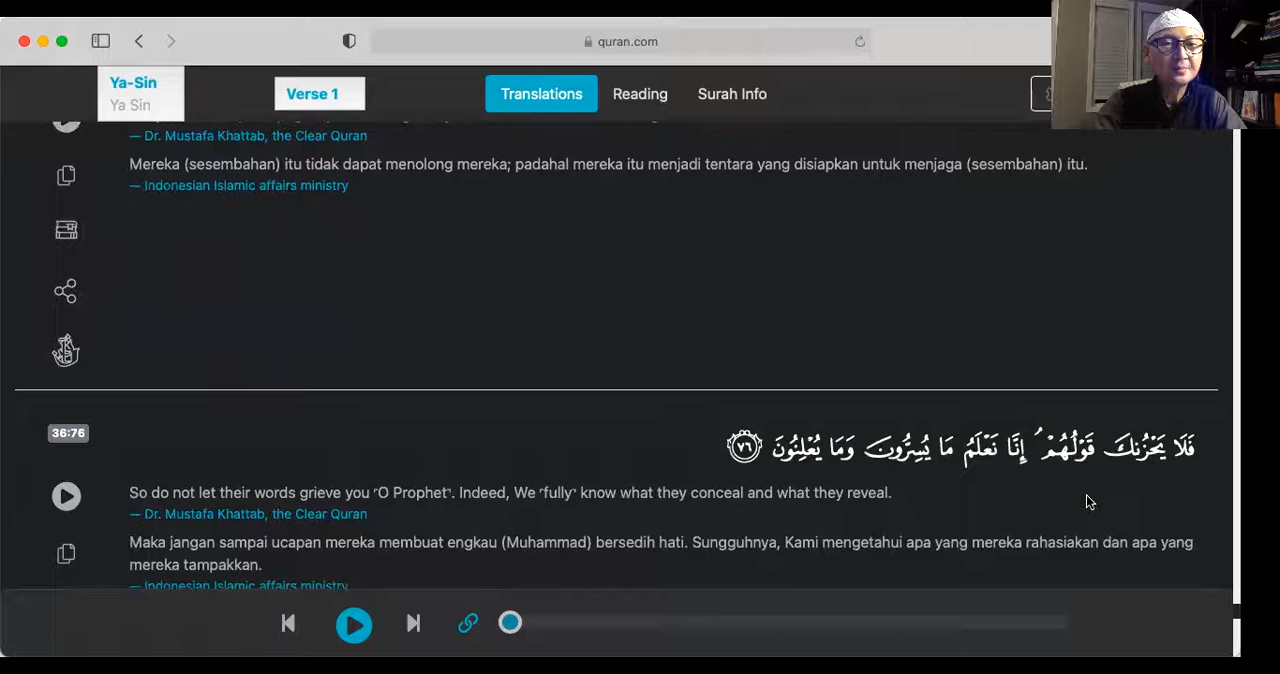 quran.com
Ya-Sin
Ya Sin
Verse 1
Translations
Reading
Surah Info
— Dr. Mustafa Khattab, the Clear Quran
Mereka (sesembahan) itu tidak dapat menolong mereka; padahal mereka itu menjadi tentara yang disiapkan untuk menjaga (sesembahan) itu.
— Indonesian Islamic affairs ministry
36:76
فَلَا يَحْزُنكَ قَوْلُهُمْ ۘ إِنَّا نَعْلَمُ مَا يُسِرُّونَ وَمَا يُعْلِنُونَ ٧٦
So do not let their words grieve you ˹O Prophet˺. Indeed, We ˹fully˺ know what they conceal and what they reveal.
— Dr. Mustafa Khattab, the Clear Quran
Maka jangan sampai ucapan mereka membuat engkau (Muhammad) bersedih hati. Sungguhnya, Kami mengetahui apa yang mereka rahasiakan dan apa yang
mereka tampakkan.
— Indonesian Islamic affairs ministry